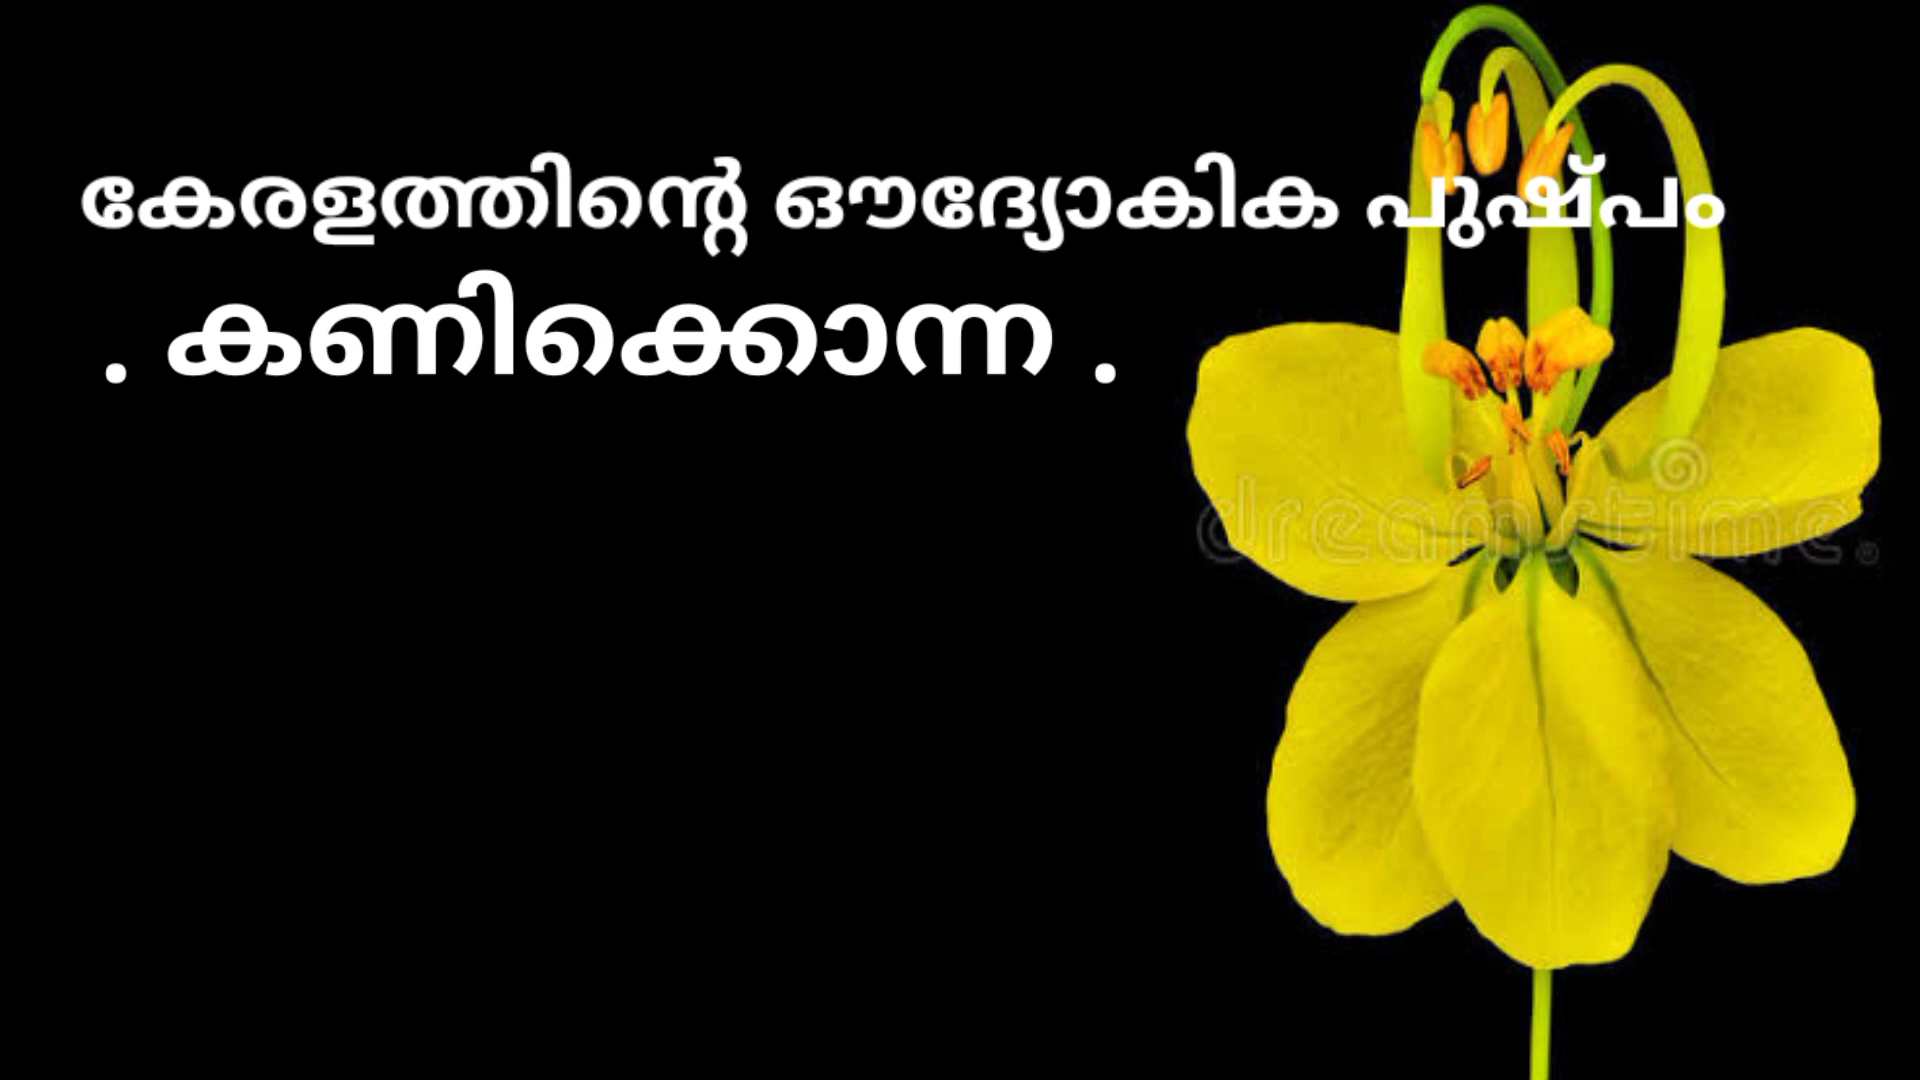 കേരളത്തിന്റെ ഔദ്യോകിക പുഷ്പം
. കണിക്കൊന്ന .
dreamstime.